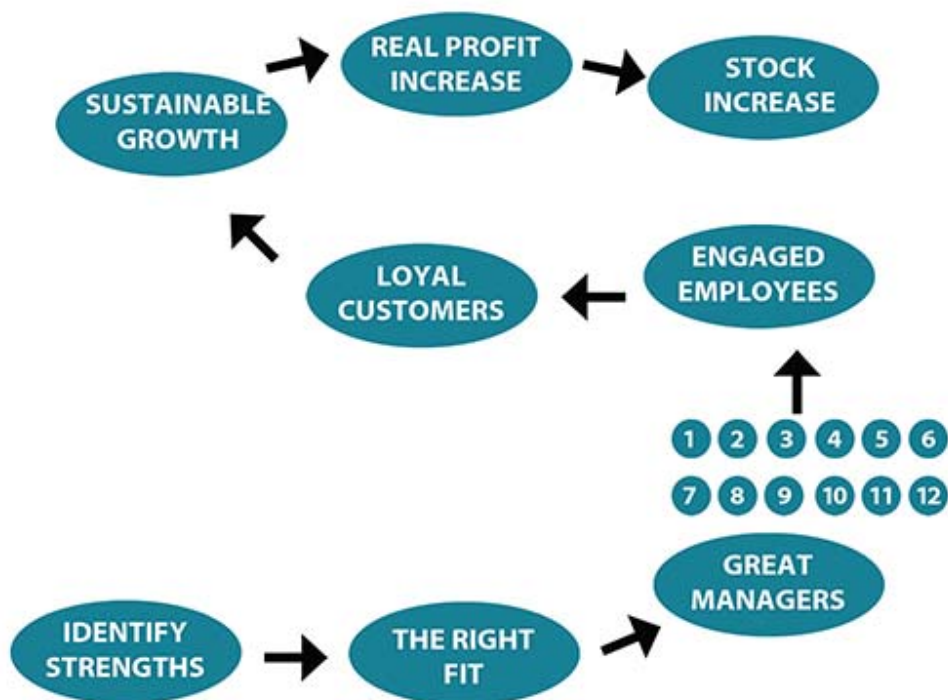 REAL PROFIT
INCREASE
STOCK
INCREASE
SUSTAINABLE
GROWTH
ENGAGED
EMPLOYEES
LOYAL
CUSTOMERS
1 2 3 4 5 6
7 8 9 10 11 12
GREAT
MANAGERS
IDENTIFY
STRENGTHS
THE RIGHT
FIT